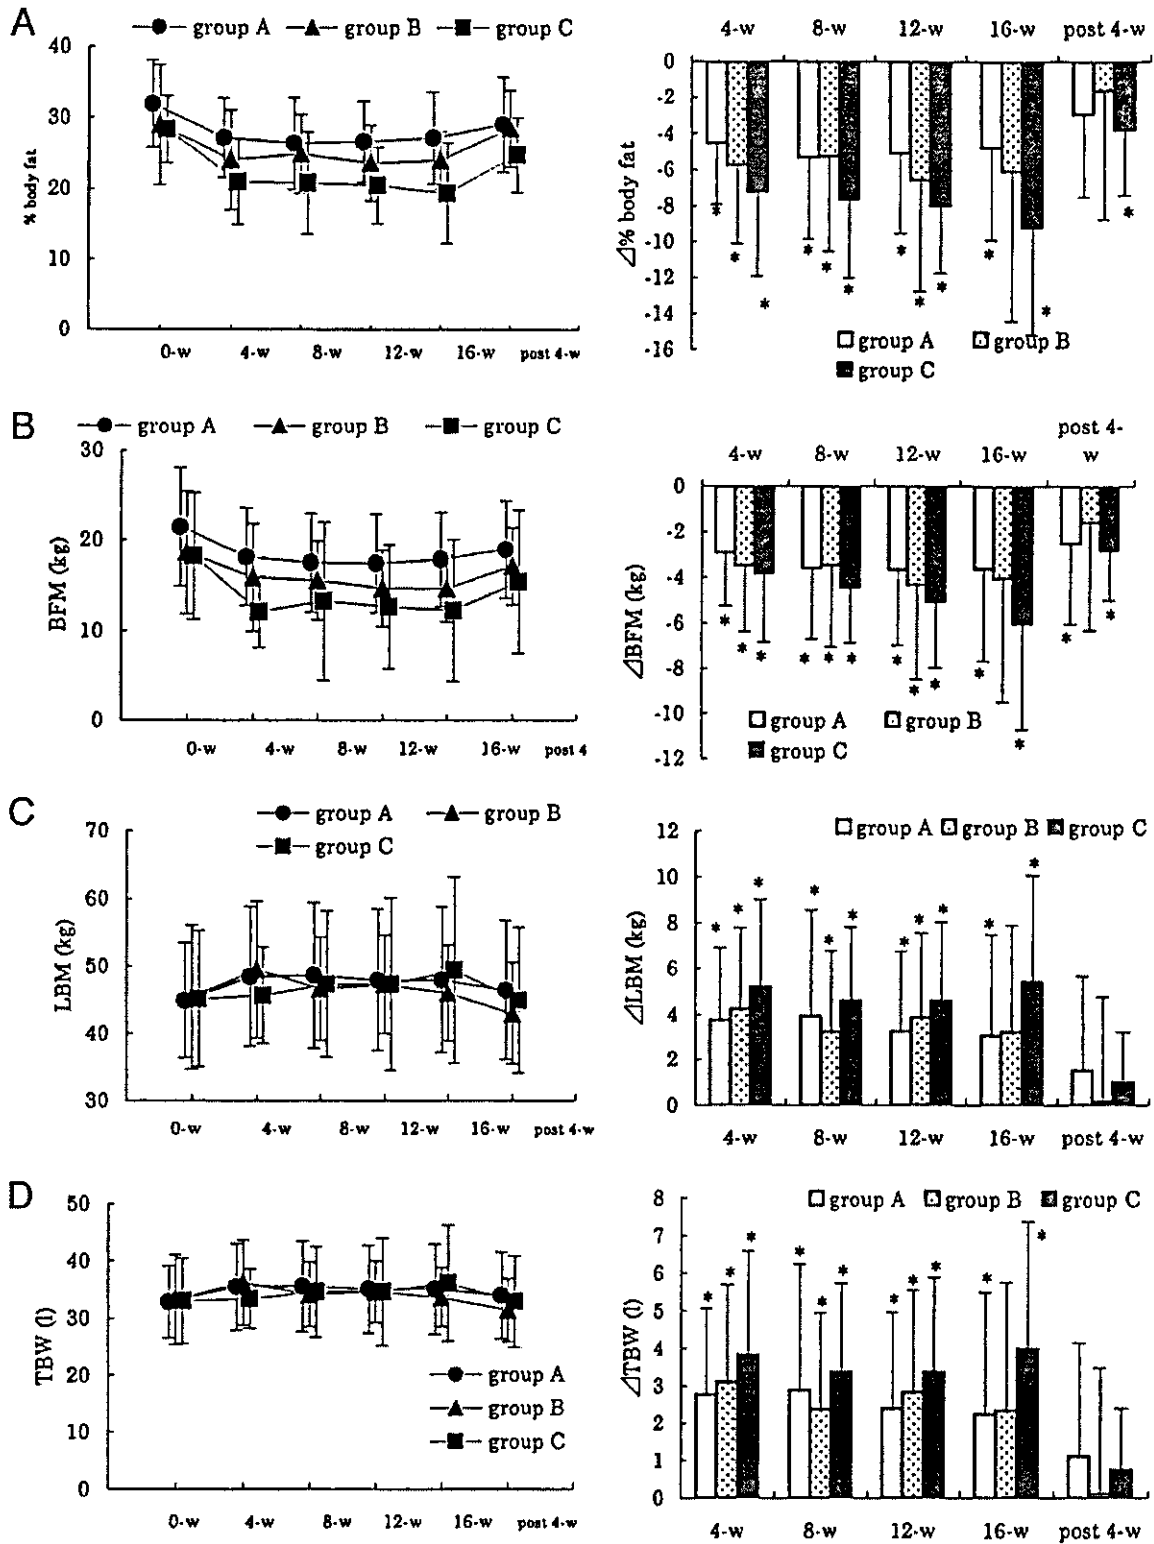 A
group A group B group C
40
30
20
10
0
% body fat
0-w 4-w 8-w 12-w 16-w post 4-w
4-w 8-w 12-w 16-w post 4-w
0
-2
-4
-6
-8
-10
-12
-14
-16
⊿% body fat
* * * * * * * * * * * *
group A group B
group C
B
group A group B group C
30
20
10
0
BFM (kg)
0-w 4-w 8-w 12-w 16-w post 4
post 4-
4-w 8-w 12-w 16-w w
0
-2
-4
-6
-8
-10
-12
⊿BFM (kg)
* * * * * * * * * * * * *
group A group B
group C
C
group A group B
group C
70
60
50
40
30
LBM (kg)
0-w 4-w 8-w 12-w 16-w post 4-w
group A group B group C
12
10
8
6
4
2
0
⊿LBM (kg)
* * * * * * * * * * *
4-w 8-w 12-w 16-w post 4-w
D
50
40
30
20
10
0
TBW (l)
group A
group B
group C
0-w 4-w 8-w 12-w 16-w post 4-w
group A group B group C
8
7
6
5
4
3
2
1
0
⊿TBW (l)
* * * * * * * * * * *
4-w 8-w 12-w 16-w post 4-w